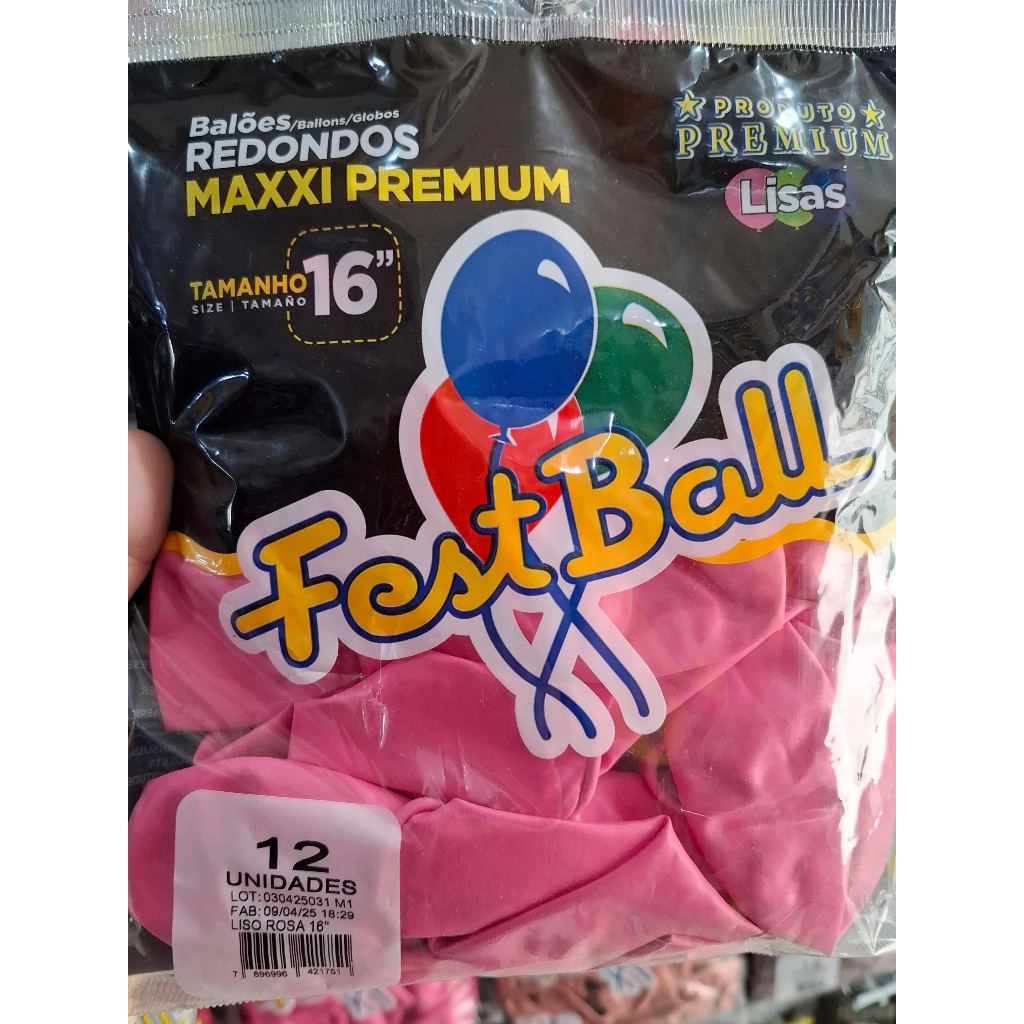 Balões/Ballons/Globos
REDONDOS
MAXXI PREMIUM
TAMANHO 16”
SIZE | TAMAÑO
PRODUTO
PREMIUM
Lisas
Fest Ball
12
UNIDADES
LOT:030425031 M1
FAB: 09/04/25 18:29
LISO ROSA 16"
7 896996 421761